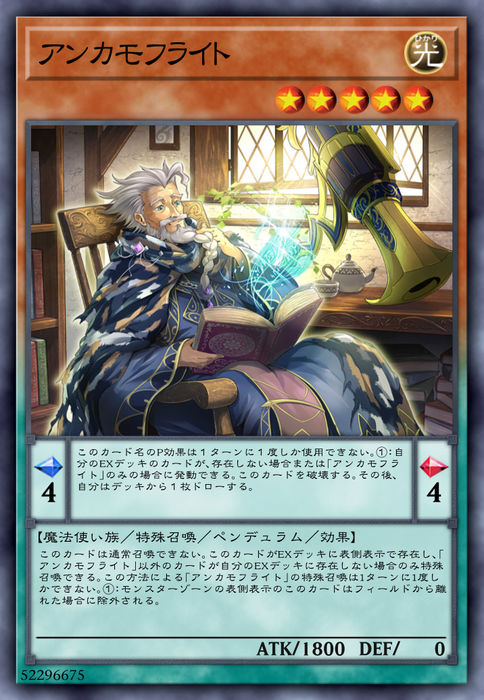 アンカモフライト
ひかり
光
このカード名のP効果は1ターンに1度しか使用できない。①:自
分のEXデッキのカードが、存在しない場合または「アンカモフラ
イト」のみの場合に発動できる。このカードを破壊する。その後、
自分はデッキから1枚ドローする。
4
4
【魔法使い族/特殊召喚/ペンデュラム/効果】
このカードは通常召喚できない。このカードがEXデッキに表側表示で存在し、「
アンカモフライト」以外のカードが自分のEXデッキに存在しない場合のみ特殊
召喚できる。この方法による「アンカモフライト」の特殊召喚は1ターンに1度し
かできない。①:モンスターゾーンの表側表示のこのカードはフィールドから離
れた場合に除外される。
ATK/1800 DEF/ 0
52296675